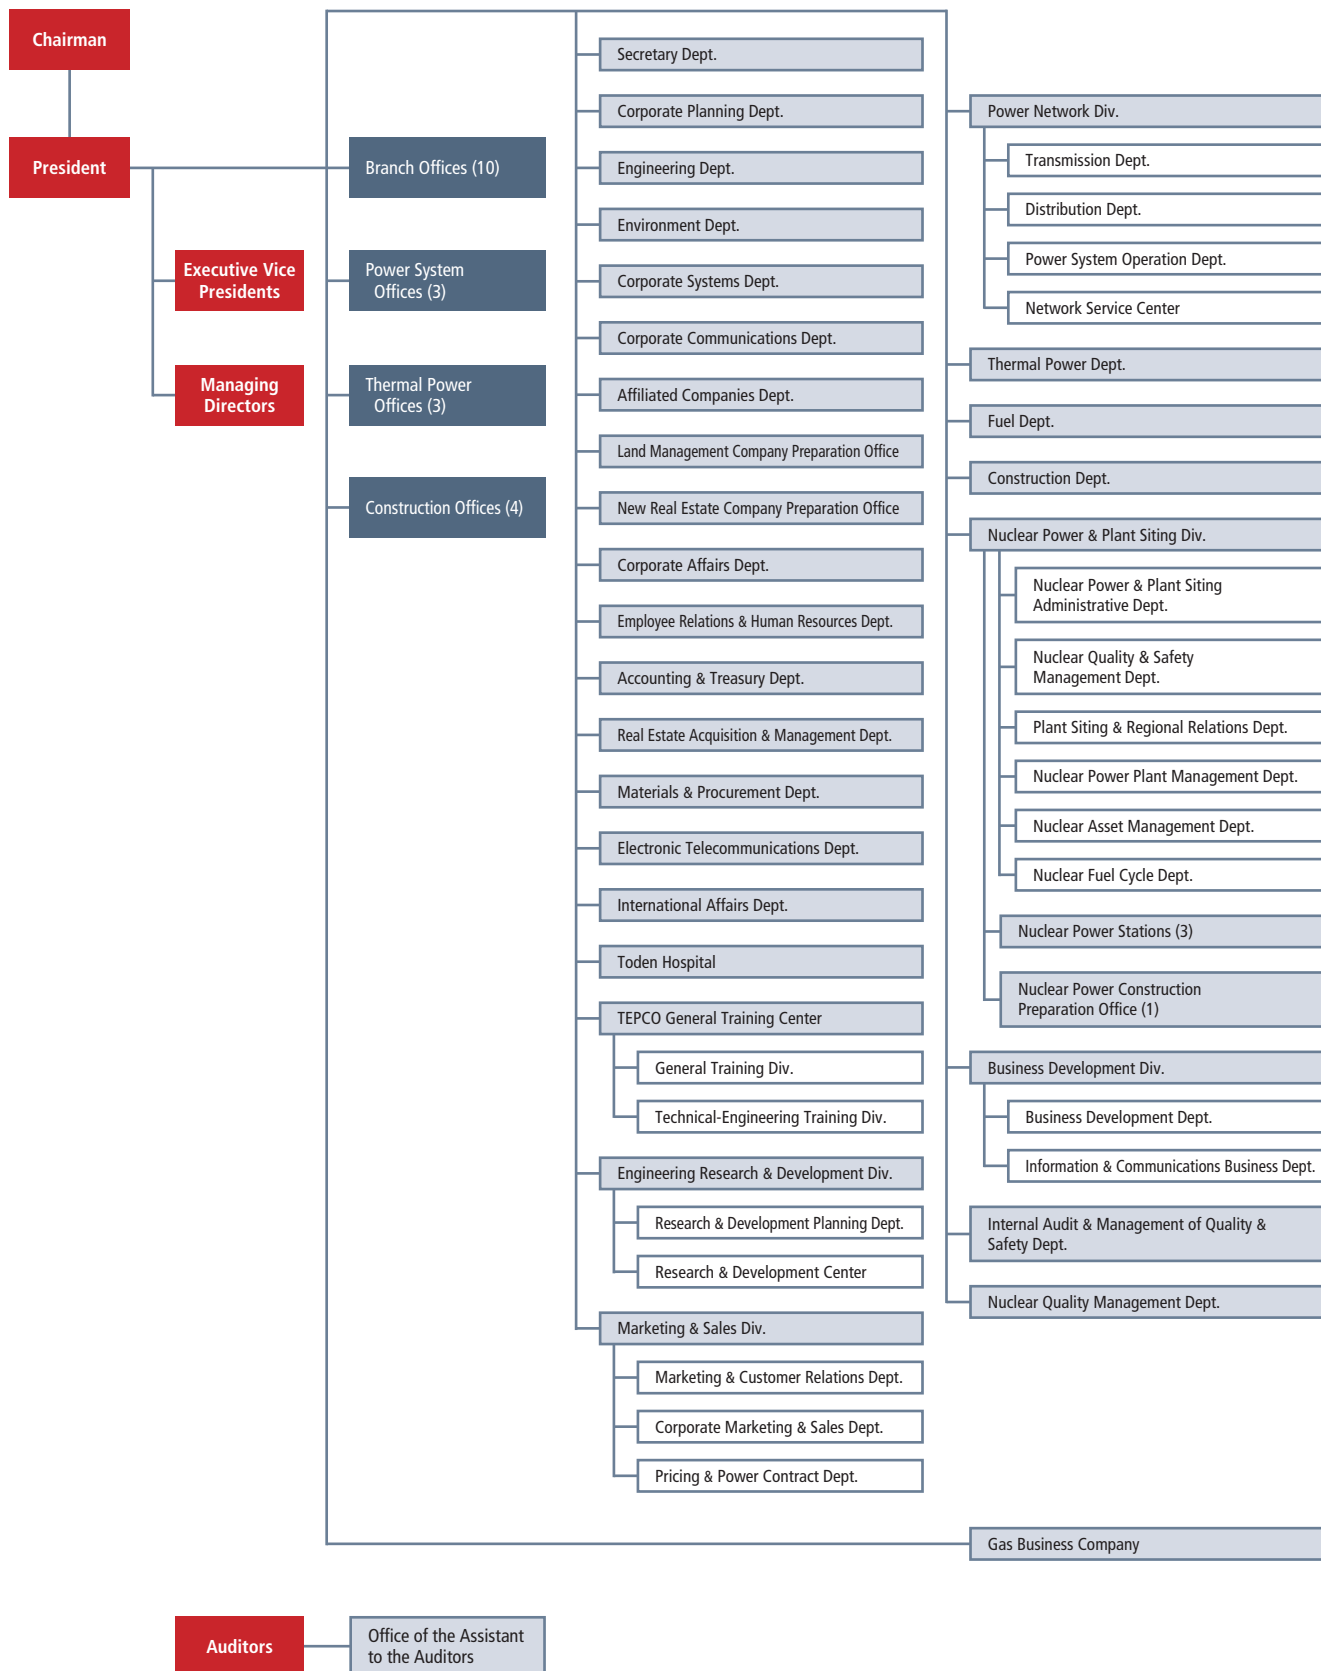 Chairman
President
Executive Vice
Presidents
Managing
Directors
Branch Offices (10)
Power System
Offices (3)
Thermal Power
Offices (3)
Construction Offices (4)
Secretary Dept.
Corporate Planning Dept.
Engineering Dept.
Environment Dept.
Corporate Systems Dept.
Corporate Communications Dept.
Affiliated Companies Dept.
Land Management Company Preparation Office
New Real Estate Company Preparation Office
Corporate Affairs Dept.
Employee Relations & Human Resources Dept.
Accounting & Treasury Dept.
Real Estate Acquisition & Management Dept.
Materials & Procurement Dept.
Electronic Telecommunications Dept.
International Affairs Dept.
Toden Hospital
TEPCO General Training Center
General Training Div.
Technical-Engineering Training Div.
Engineering Research & Development Div.
Research & Development Planning Dept.
Research & Development Center
Marketing & Sales Div.
Marketing & Customer Relations Dept.
Corporate Marketing & Sales Dept.
Pricing & Power Contract Dept.
Power Network Div.
Transmission Dept.
Distribution Dept.
Power System Operation Dept.
Network Service Center
Thermal Power Dept.
Fuel Dept.
Construction Dept.
Nuclear Power & Plant Siting Div.
Nuclear Power & Plant Siting
Administrative Dept.
Nuclear Quality & Safety
Management Dept.
Plant Siting & Regional Relations Dept.
Nuclear Power Plant Management Dept.
Nuclear Asset Management Dept.
Nuclear Fuel Cycle Dept.
Nuclear Power Stations (3)
Nuclear Power Construction
Preparation Office (1)
Business Development Div.
Business Development Dept.
Information & Communications Business Dept.
Internal Audit & Management of Quality &
Safety Dept.
Nuclear Quality Management Dept.
Gas Business Company
Auditors
Office of the Assistant
to the Auditors